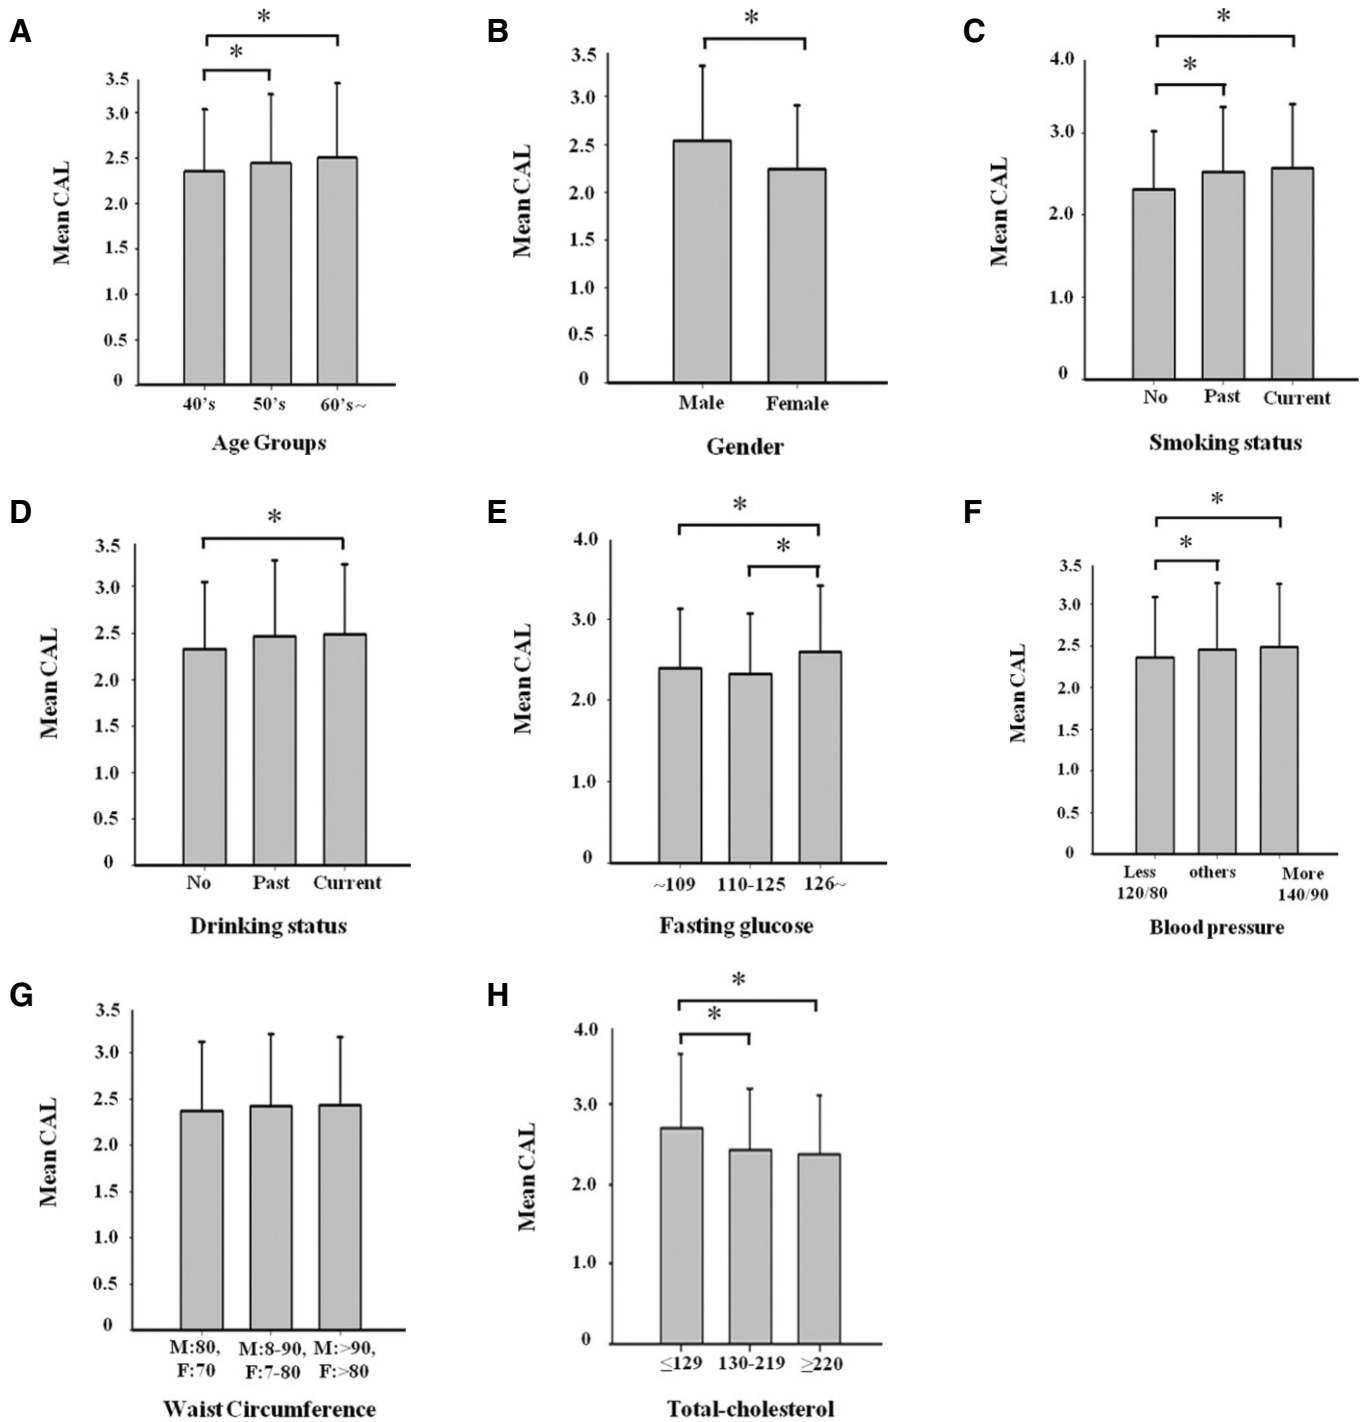 A
*
*
3.5
3.0
2.5
2.0
1.5
1.0
0.5
0
Mean CAL
40's 50's 60's~
Age Groups
B
*
3.5
3.0
2.5
2.0
1.5
1.0
0.5
0
Mean CAL
Male Female
Gender
C
*
*
4.0
3.0
2.0
1.0
0
Mean CAL
No Past Current
Smoking status
D
*
3.5
3.0
2.5
2.0
1.5
1.0
0.5
0
Mean CAL
No Past Current
Drinking status
E
*
*
4.0
3.0
2.0
1.0
0
Mean CAL
~109 110-125 126~
Fasting glucose
F
*
*
3.5
3.0
2.5
2.0
1.5
1.0
0.5
0
Mean CAL
Less others More
120/80 140/90
Blood pressure
G
3.5
3.0
2.5
2.0
1.5
1.0
0.5
0
Mean CAL
M:80, M:8-90, M:>90,
F:70 F:7-80 F:>80
Waist Circumference
H
*
*
4.0
3.0
2.0
1.0
0
Mean CAL
≤129 130-219 ≥220
Total-cholesterol